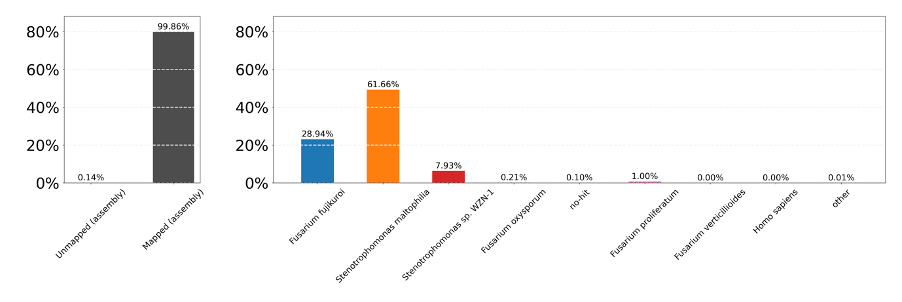 80%
60%
40%
20%
0%
99.86%
0.14%
Unmapped (assembly)
Mapped (assembly)
80%
60%
40%
20%
0%
28.94%
61.66%
7.93%
0.21%
0.10%
1.00%
0.00%
0.00%
0.01%
Fusarium fujikuroi
Stenotrophomonas maltophilia
Stenotrophomonas sp. WZN-1
Fusarium oxysporum
no-hit
Fusarium proliferatum
Fusarium verticillioides
Homo sapiens
other